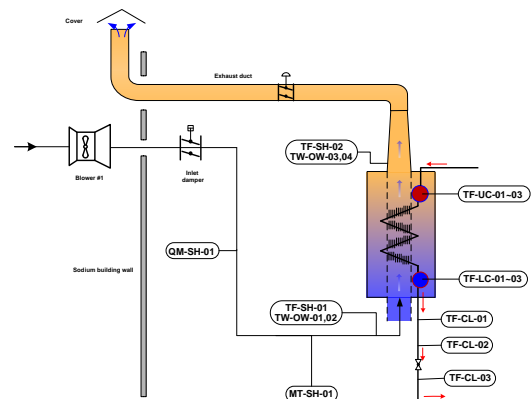 Cover
Exhaust duct
TF-SH-02
TW-OW-03,04
Blower #1
Inlet
damper
TF-UC-01~03
QM-SH-01
Sodium building wall
TF-LC-01~03
TF-SH-01
TW-OW-01,02
TF-CL-01
TF-CL-02
TF-CL-03
MT-SH-01